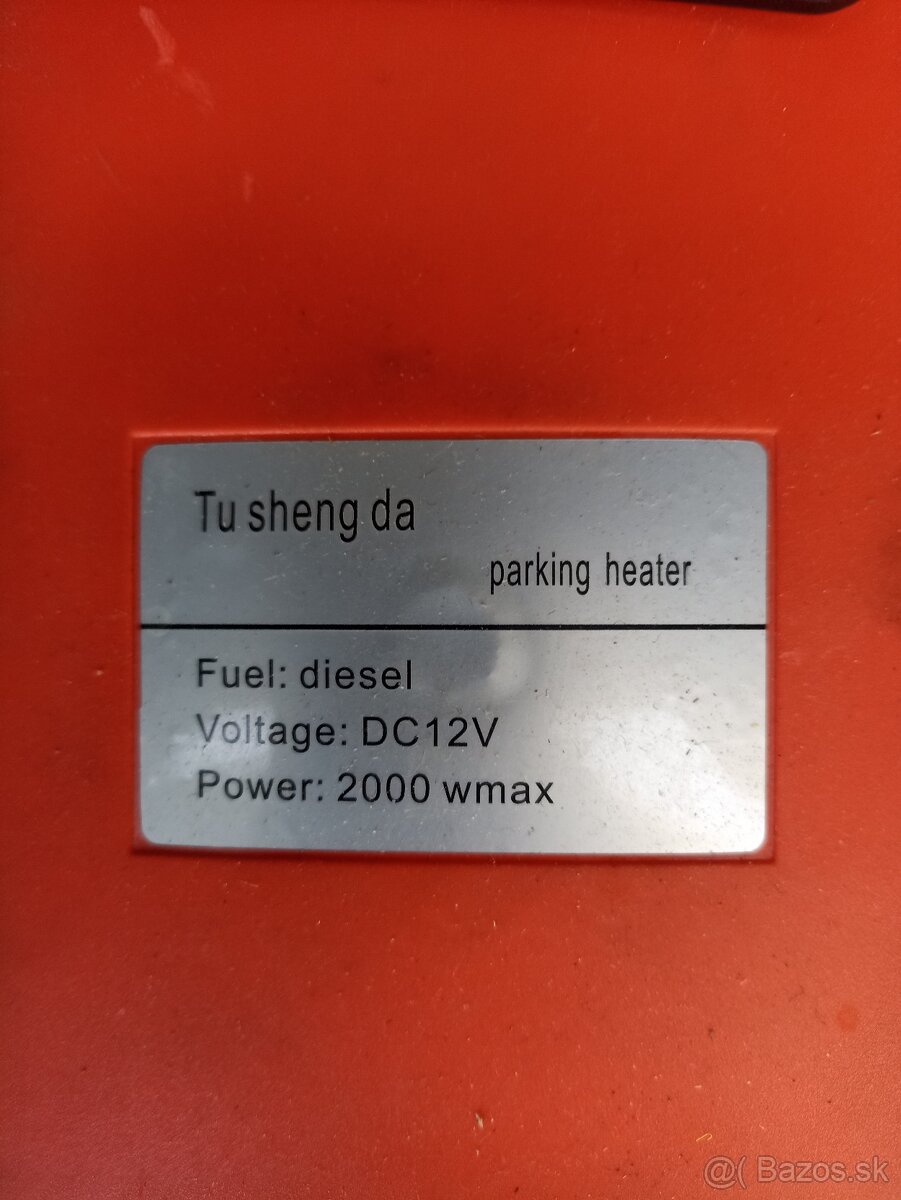 Tu sheng da
parking heater
Fuel: diesel
Voltage: DC12V
Power: 2000 wmax
@( Bazos.sk